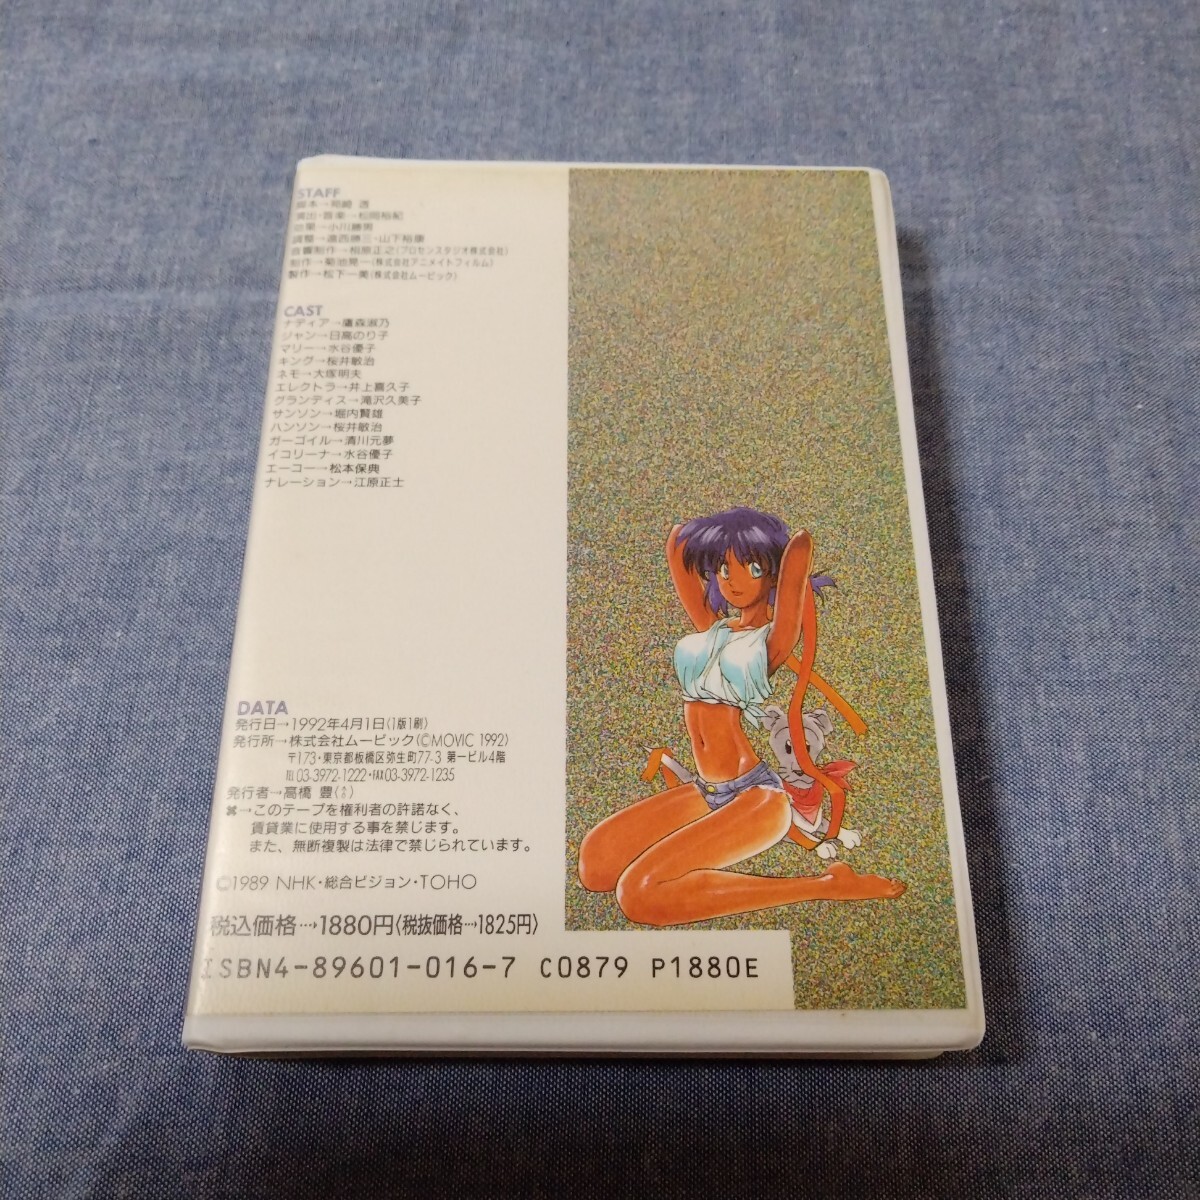 STAFF
脚本→岡崎 透
演出・音楽→松岡裕紀
効果→小川勝男
調整→遠西勝三・山下裕康
音響制作→相原正之(プロセンスタジオ株式会社)
制作→菊池晃一(株式会社アニメイトフィルム)
製作→松下一美(株式会社ムービック)
CAST
ナディア→鷹森淑乃
ジャン→日髙のり子
マリー→水谷優子
キング→桜井敏治
ネモ→大塚明夫
エレクトラ→井上喜久子
グランディス→滝沢久美子
サンソン→堀内賢雄
ハンソン→桜井敏治
ガーゴイル→清川元夢
イコリーナ→水谷優子
エーコー→松本保典
ナレーション→江原正士
DATA
発行日→1992年4月1日(1版1刷)
発行所→株式会社ムービック(©MOVIC 1992)
〒173・東京都板橋区弥生町77-3 第一ビル4階
℡03-3972-1222・FAX03-3972-1235
発行者→高橋 豊
✖→このテープを権利者の許諾なく、
賃貸業に使用する事を禁じます。
また、無断複製は法律で禁じられています。
©1989 NHK・総合ビジョン・TOHO
税込価格…→1880円〈税抜価格…→1825円〉
ISBN4-89601-016-7 C0879 P1880E